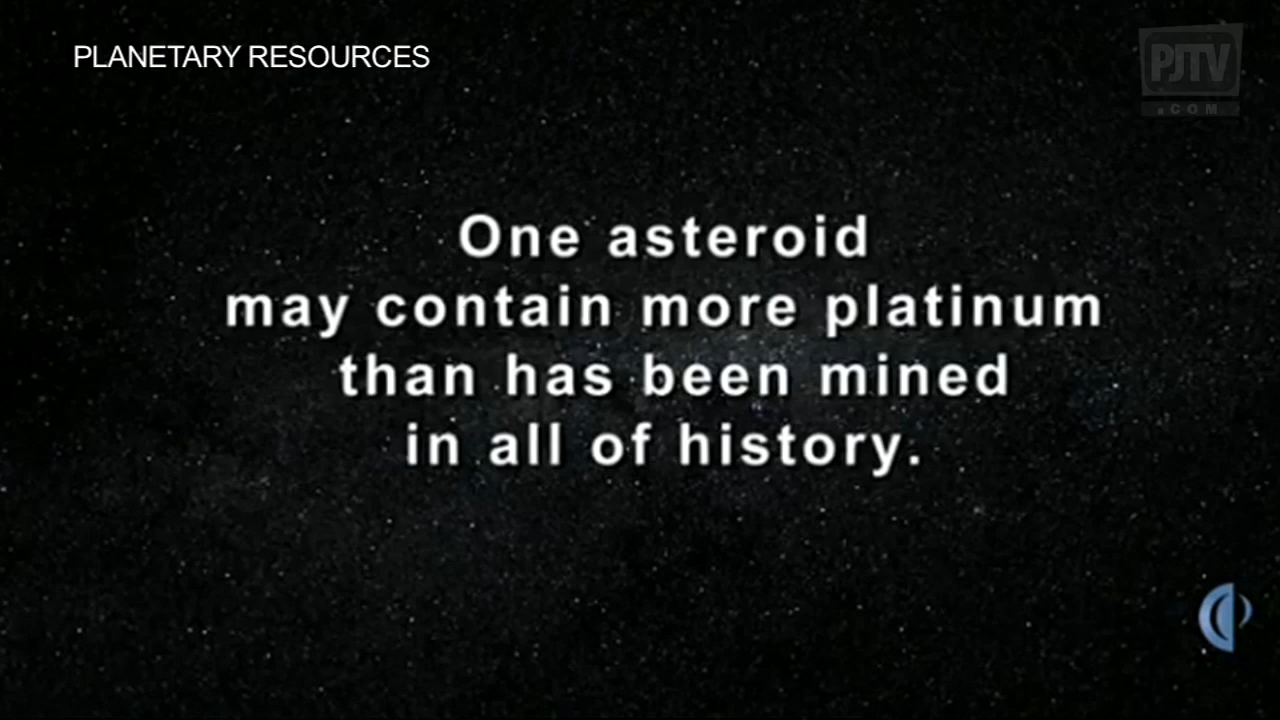 PLANETARY RESOURCES
PJTV
.COM
One asteroid
may contain more platinum
than has been mined
in all of history.